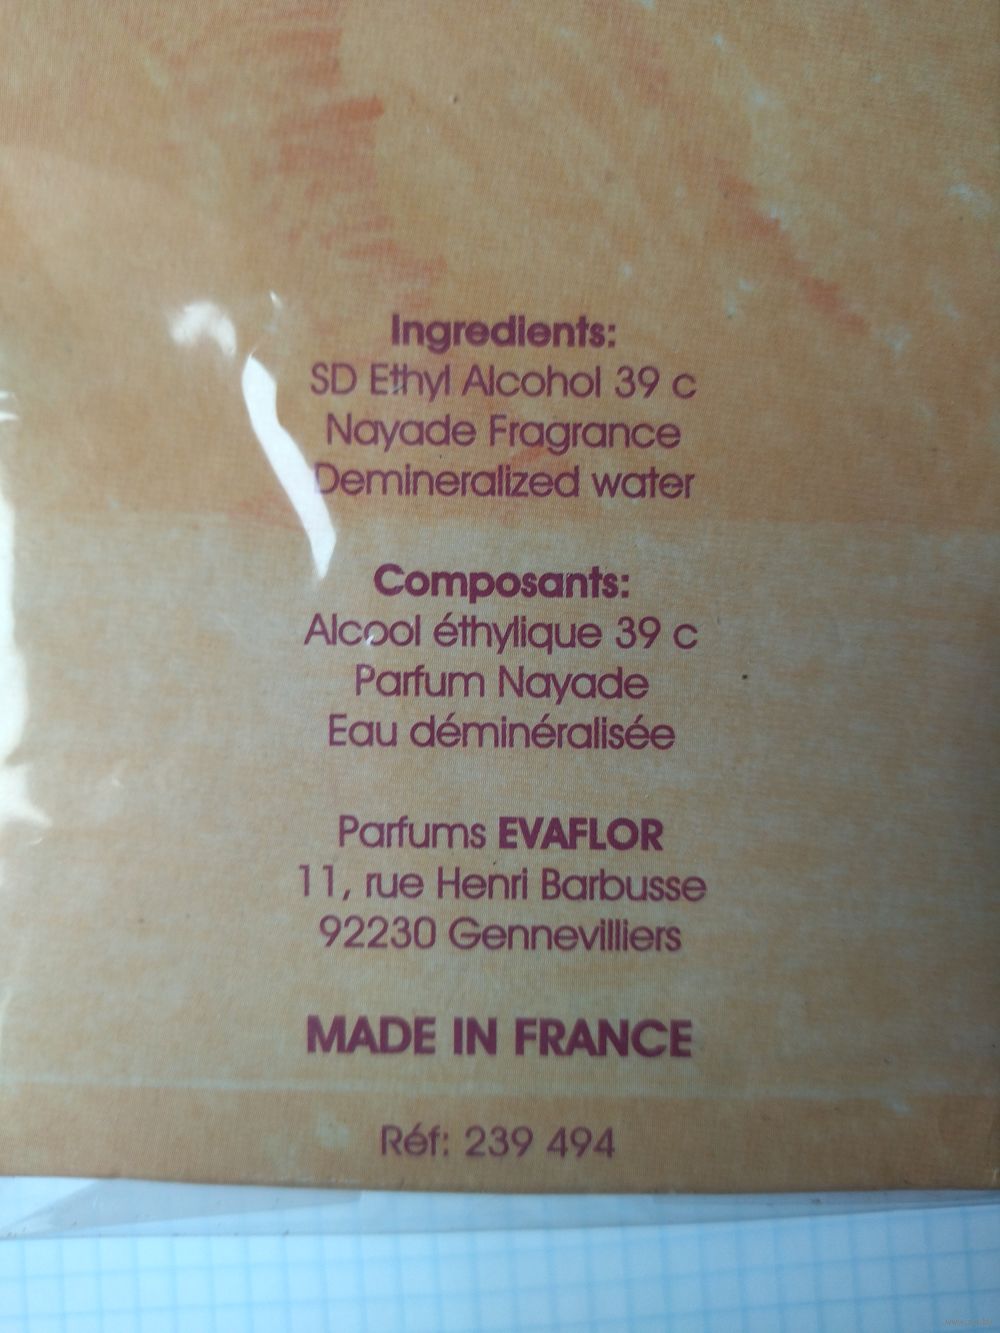 Ingredients:
SD Ethyl Alcohol 39 c
Nayade Fragrance
Demineralized water
Composants:
Alcool éthylique 39 c
Parfum Nayade
Eau déminéralisée
Parfums EVAFLOR
11, rue Henri Barbusse
92230 Gennevilliers
MADE IN FRANCE
Réf: 239 494